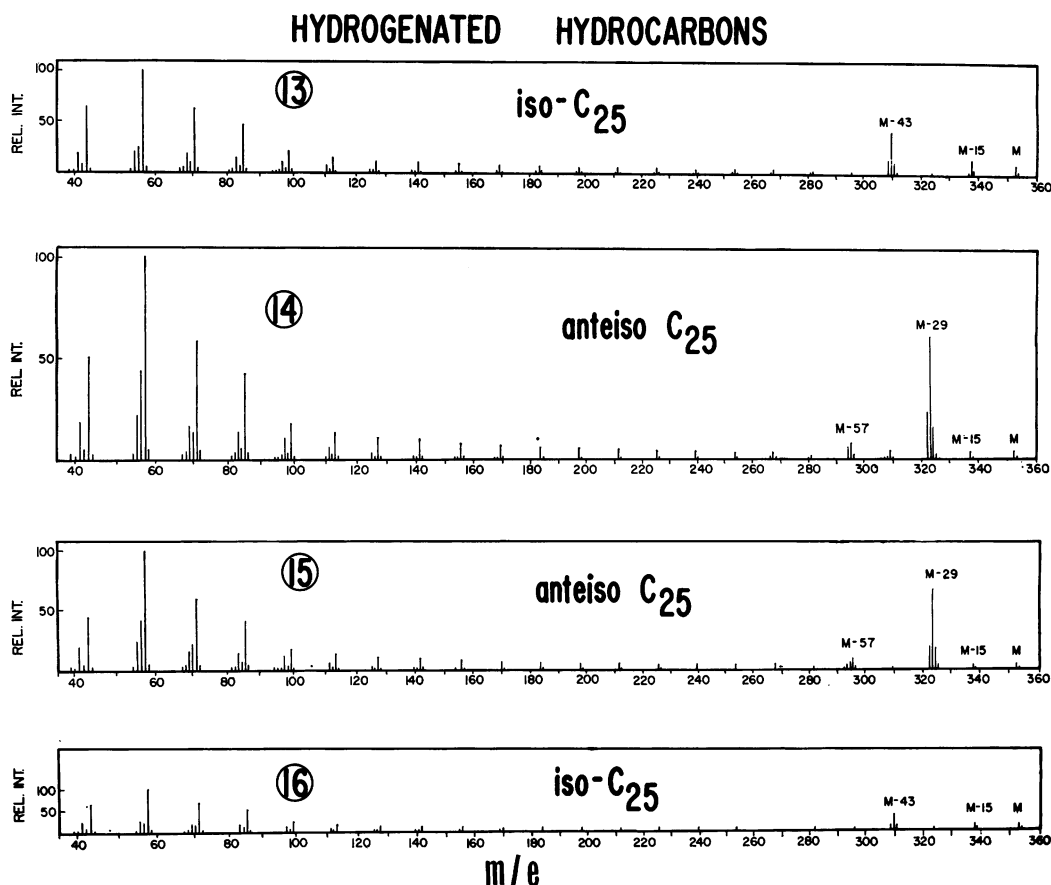 HYDROGENATED HYDROCARBONS
REL. INT.
100
50
13
iso-C25
M-43
M-15
M
40 60 80 100 120 140 160 180 200 220 240 260 280 300 320 340 360
REL. INT.
100
50
14
anteiso C25
M-29
M-57
M-15
M
40 60 80 100 120 140 160 180 200 220 240 260 280 300 320 340 360
REL. INT.
100
50
15
anteiso C25
M-29
M-57
M-15
M
40 60 80 100 120 140 160 180 200 220 240 260 280 300 320 340 360
REL. INT.
100
50
16
iso-C25
M-43
M-15
M
40 60 80 100 120 140 160 180 200 220 240 260 280 300 320 340 360
m/e